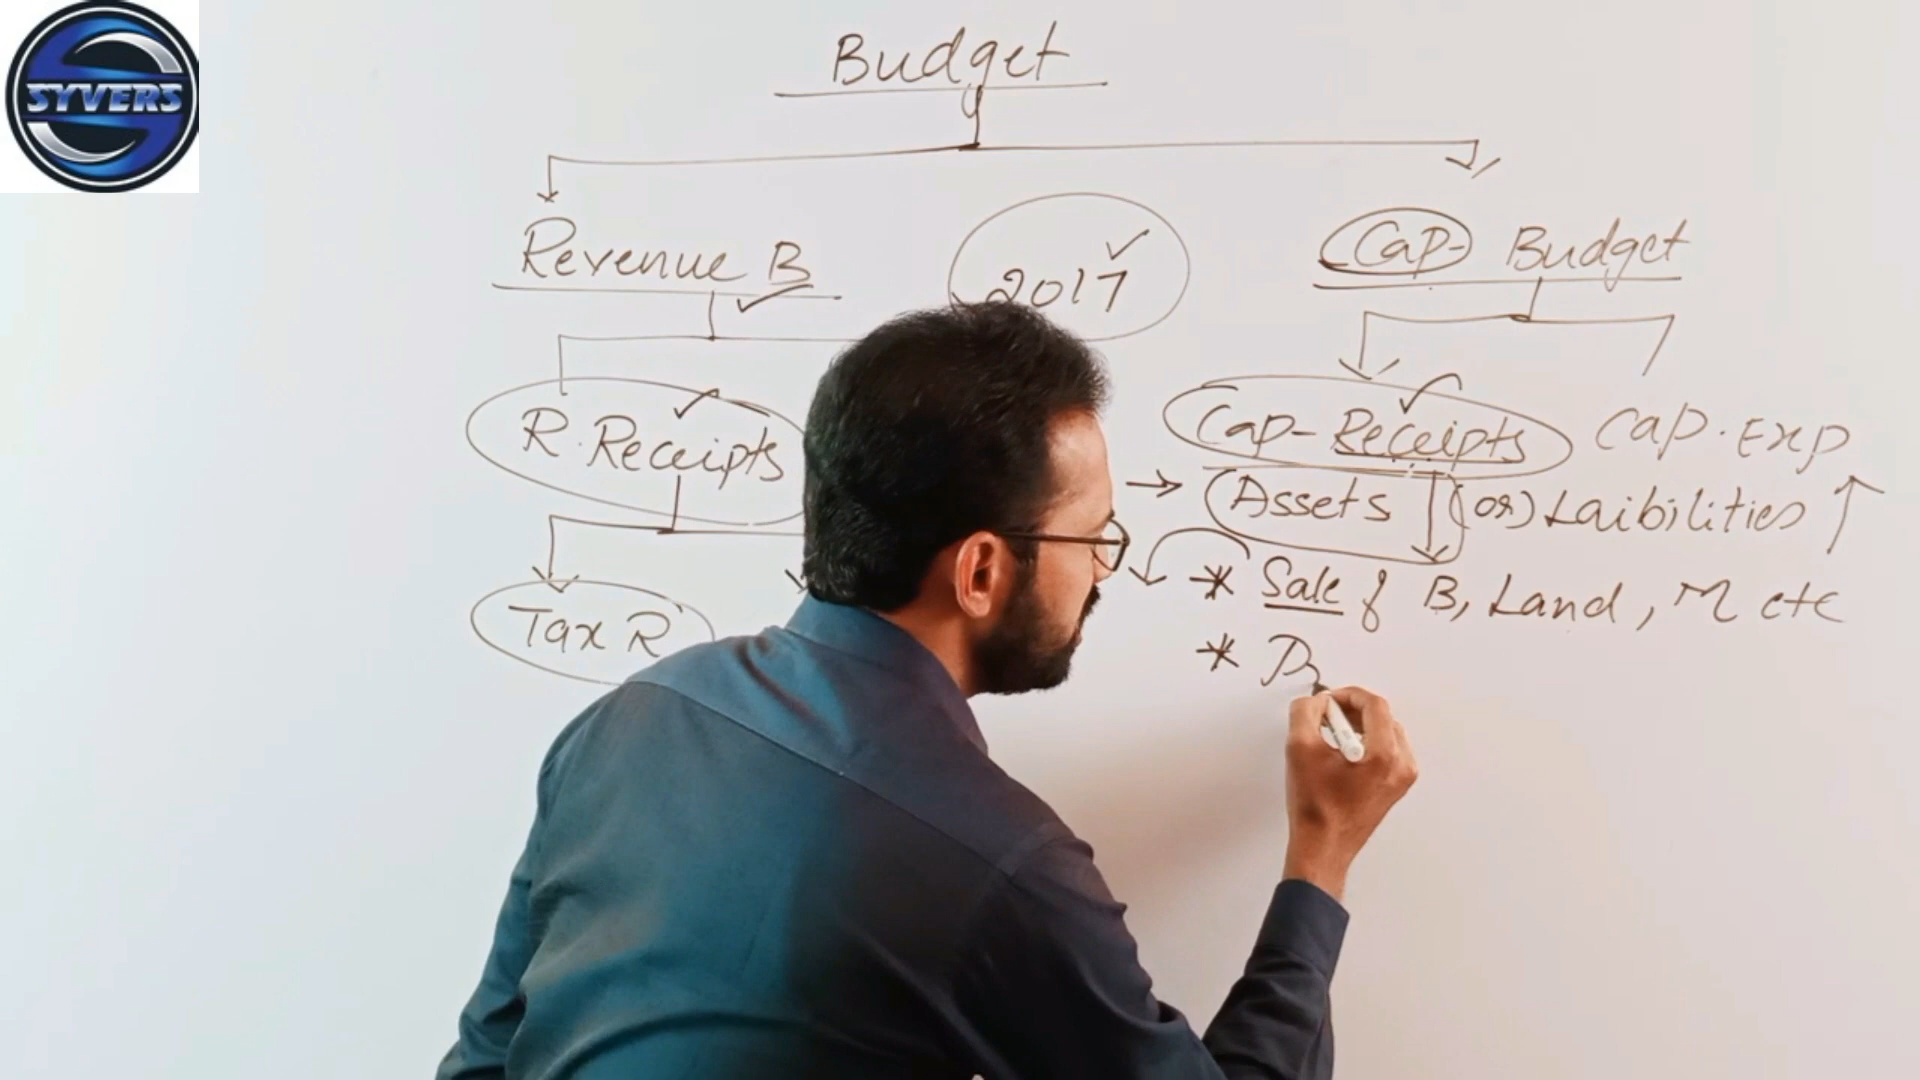 SYVERS
Budget
Revenue B
2017
Cap- Budget
R. Receipts
Cap-Receipts
Cap. Exp
→ Assets ↓ (or) Laibilities ↑
Tax R
* Sale of B, Land, M etc
* D